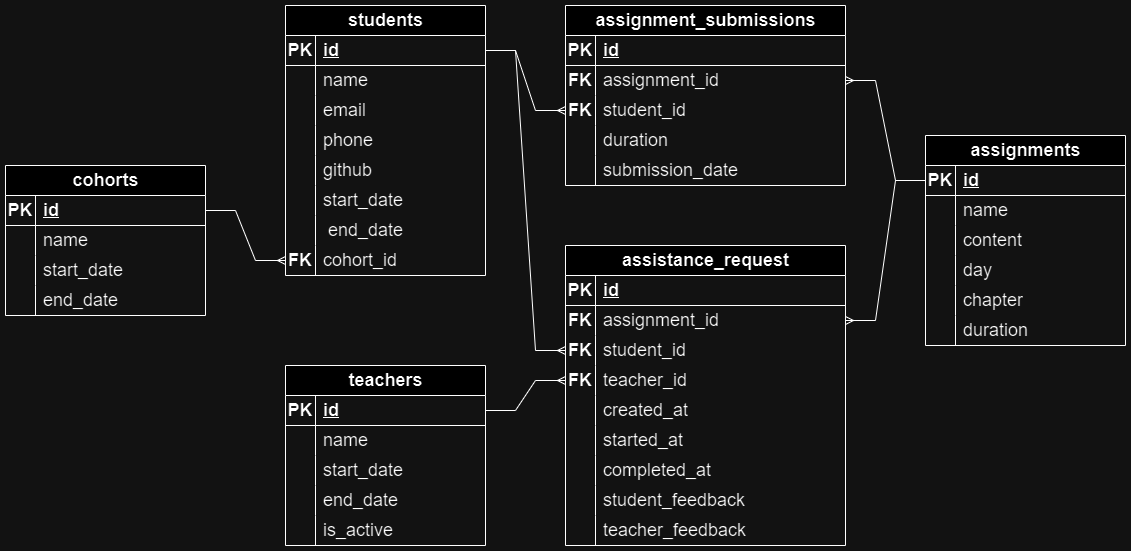 cohorts
PK id
name
start_date
end_date
students
PK id
name
email
phone
github
start_date
end_date
FK cohort_id
teachers
PK id
name
start_date
end_date
is_active
assignment_submissions
PK id
FK assignment_id
FK student_id
duration
submission_date
assistance_request
PK id
FK assignment_id
FK student_id
FK teacher_id
created_at
started_at
completed_at
student_feedback
teacher_feedback
assignments
PK id
name
content
day
chapter
duration